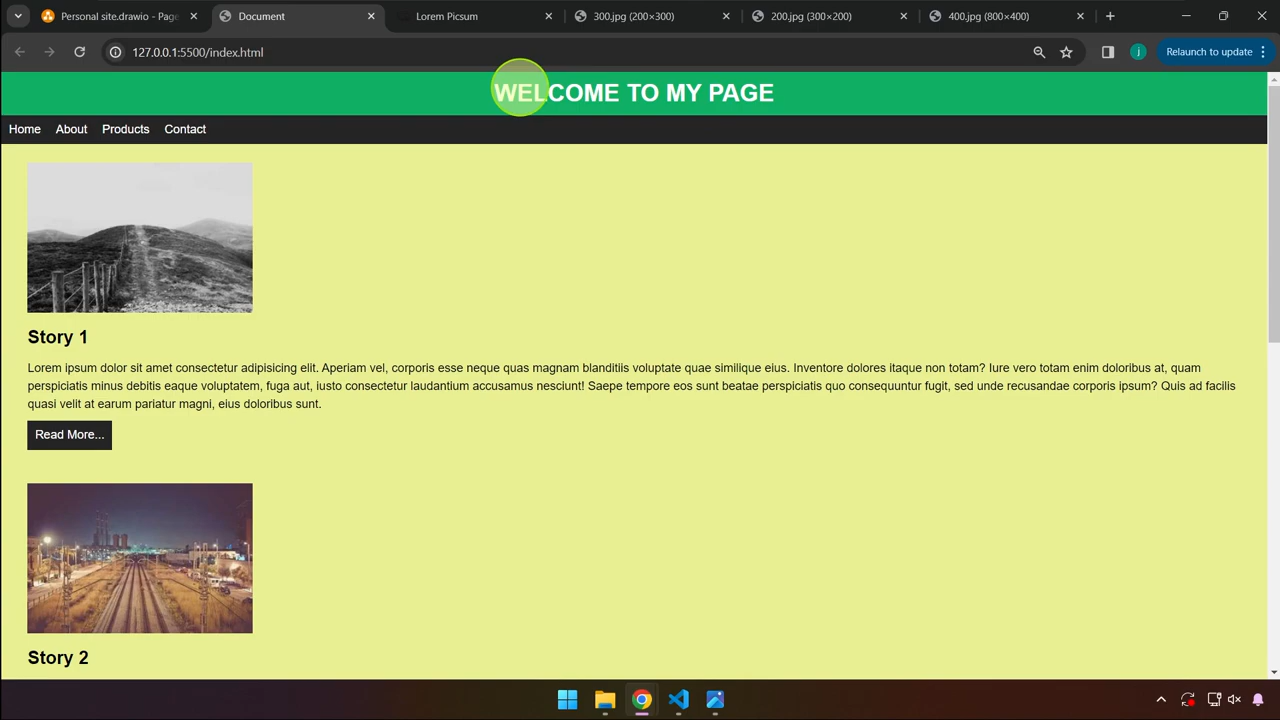 Personal site.drawio - Page
Document
Lorem Picsum
300.jpg (200×300)
200.jpg (300×200)
400.jpg (800×400)
127.0.0.1:5500/index.html
j
Relaunch to update
WELCOME TO MY PAGE
Home
About
Products
Contact
Story 1
Lorem ipsum dolor sit amet consectetur adipisicing elit. Aperiam vel, corporis esse neque quas magnam blanditiis voluptate quae similique eius. Inventore dolores itaque non totam? Iure vero totam enim doloribus at, quam
perspiciatis minus debitis eaque voluptatem, fuga aut, iusto consectetur laudantium accusamus nesciunt! Saepe tempore eos sunt beatae perspiciatis quo consequuntur fugit, sed unde recusandae corporis ipsum? Quis ad facilis
quasi velit at earum pariatur magni, eius doloribus sunt.
Read More...
Story 2